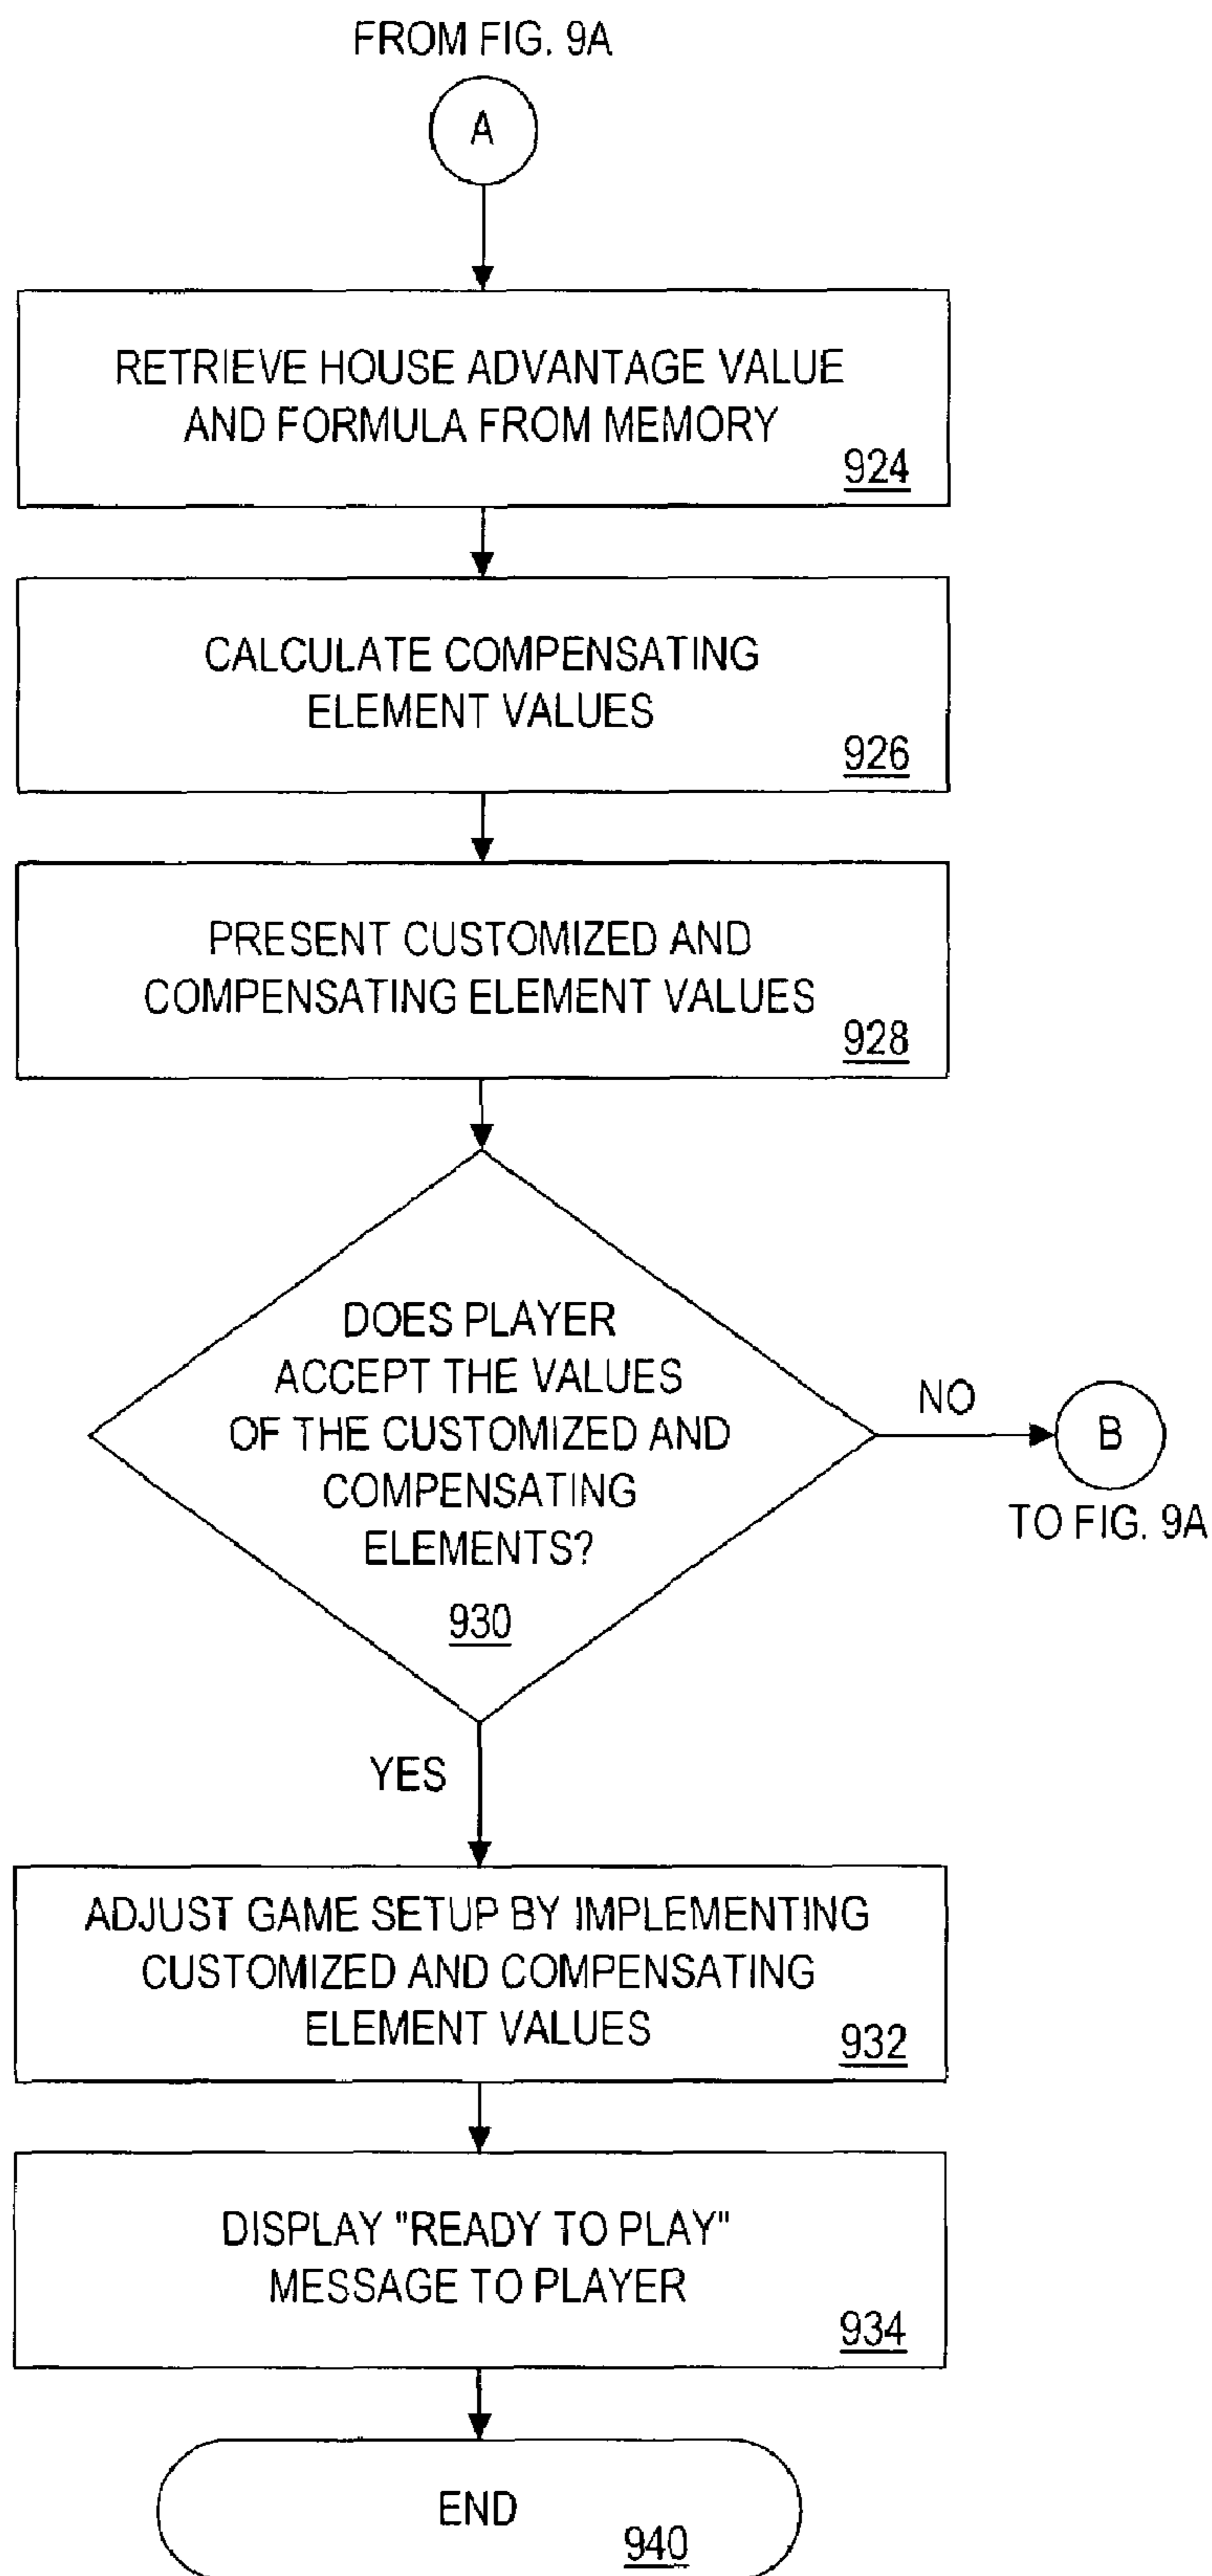 FROM FIG. 9A
A
RETRIEVE HOUSE ADVANTAGE VALUE
AND FORMULA FROM MEMORY
924
CALCULATE COMPENSATING
ELEMENT VALUES
926
PRESENT CUSTOMIZED AND
COMPENSATING ELEMENT VALUES
928
DOES PLAYER
ACCEPT THE VALUES
OF THE CUSTOMIZED AND
COMPENSATING
ELEMENTS?
930
NO
B
TO FIG. 9A
YES
ADJUST GAME SETUP BY IMPLEMENTING
CUSTOMIZED AND COMPENSATING
ELEMENT VALUES
932
DISPLAY "READY TO PLAY"
MESSAGE TO PLAYER
934
END
940